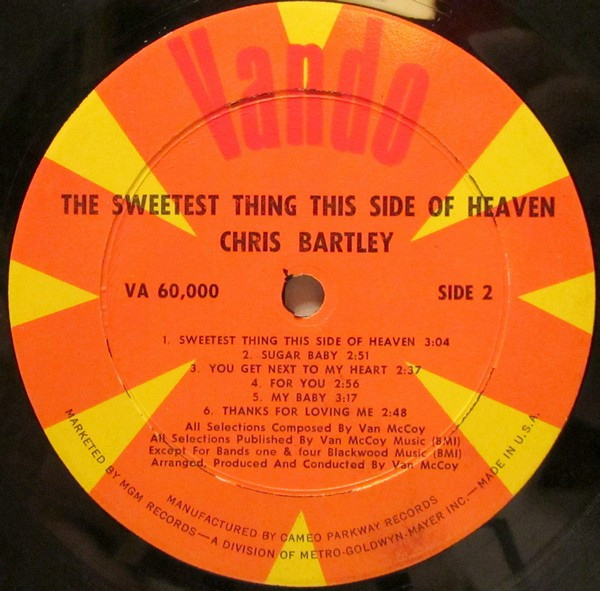 Vando
THE SWEETEST THING THIS SIDE OF HEAVEN
CHRIS BARTLEY
VA 60,000
SIDE 2
1. SWEETEST THING THIS SIDE OF HEAVEN 3:04
2. SUGAR BABY 2:51
3. YOU GET NEXT TO MY HEART 2:37
4. FOR YOU 2:56
5. MY BABY 3:17
6. THANKS FOR LOVING ME 2:48
All Selections Composed By Van McCoy
All Selections Published By Van McCoy Music (BMI)
Except For Bands one & four Blackwood Music (BMI)
Arranged, Produced And Conducted By Van McCoy
MANUFACTURED BY CAMEO PARKWAY RECORDS
MARKETED BY MGM RECORDS—A DIVISION OF METRO-GOLDWYN-MAYER INC.—MADE IN U.S.A.